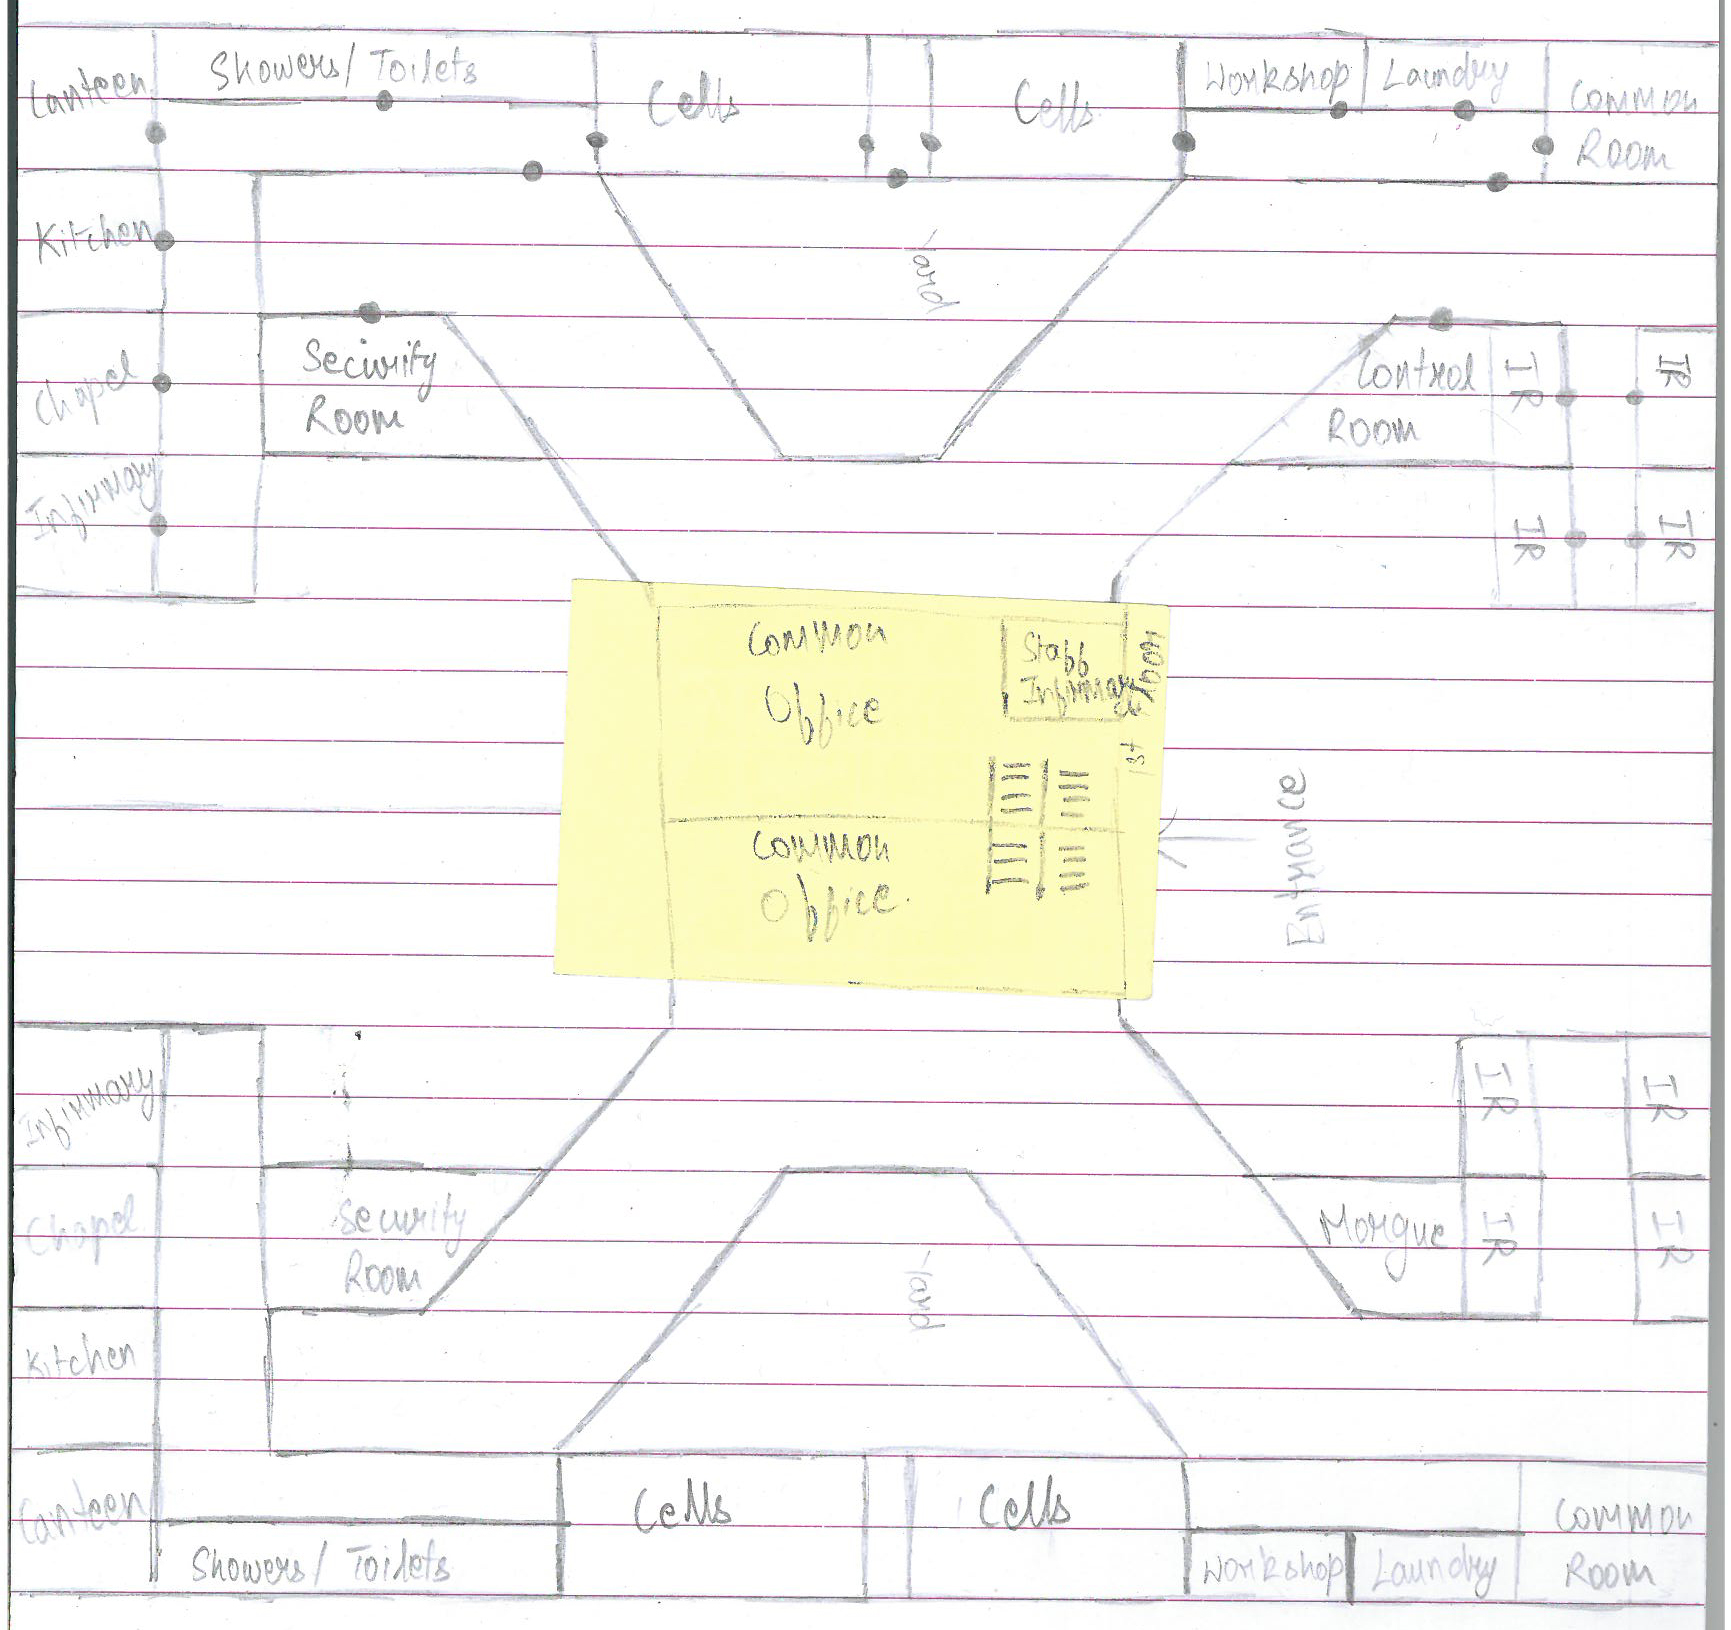 Canteen
Showers/ Toilets
Cells
Cells
Workshop
Laundry
Common
Room
Kitchen
Yard
Chapel
Security
Room
Control
Room
IR
IR
Infirmary
IR
IR
Common
Office
Staff
Infirmary
1st Floor
Common
Office.
Entrance
Infirmary
IR
IR
Chapel
Security
Room
Morgue
IR
IR
Yard
Kitchen
Canteen
Cells
Cells
Common
Room
Showers/ Toilets
Workshop
Laundry